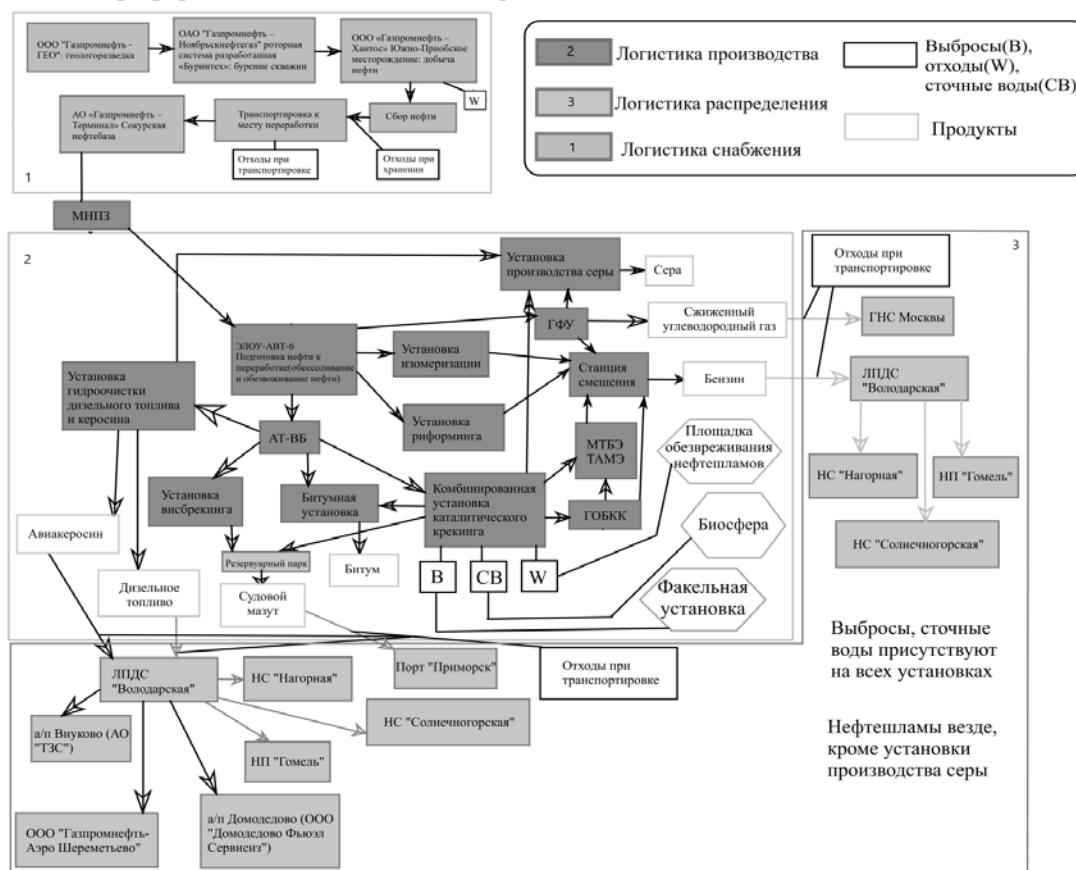 ООО "Газпромнефть -
ГЕО": геологоразведка
ОАО "Газпромнефть –
Ноябрьскнефтегаз" роторная
система разработанная
«Буринтех»: бурение скважин
ООО «Газпромнефть –
Хантос» Южно-Приобское
месторождение: добыча
нефти
W
АО «Газпромнефть –
Терминал» Сокурская
нефтебаза
Транспортировка к
месту переработки
Сбор нефти
Отходы при
транспортировке
Отходы при
хранении
1
2
Логистика производства
3
Логистика распределения
1
Логистика снабжения
Выбросы(В),
отходы(W),
сточные воды(СВ)
Продукты
МНПЗ
2
Установка
производства серы
Сера
ГФУ
Сжиженный
углеводородный газ
ЭЛОУ-АВТ-6
Подготовка нефти к
переработке(обессоливание
и обезвоживание нефти)
Установка
изомеризации
Станция
смешения
Бензин
Установка
гидроочистки
дизельного топлива
и керосина
Установка
риформинга
АТ-ВБ
МТБЭ
ТАМЭ
Площадка
обезвреживания
нефтешламов
Установка
висбрекинга
Битумная
установка
Комбинированная
установка
каталитического
крекинга
ГОБКК
Биосфера
Авиакеросин
Резервуарный парк
Битум
В
СВ
W
Факельная
установка
Дизельное
топливо
Судовой
мазут
3
Отходы при
транспортировке
ГНС Москвы
ЛПДС
"Володарская"
НС "Нагорная"
НП "Гомель"
НС "Солнечногорская"
Выбросы, сточные
воды присутствуют
на всех установках
Нефтешламы везде,
кроме установки
производства серы
ЛПДС
"Володарская"
НС "Нагорная"
Порт "Приморск"
Отходы при
транспортировке
НС "Солнечногорская"
а/п Внуково (АО
"ТЗС")
НП "Гомель"
ООО "Газпромнефть-
Аэро Шереметьево"
а/п Домодедово (ООО
"Домодедово Фьюэл
Сервисиз")